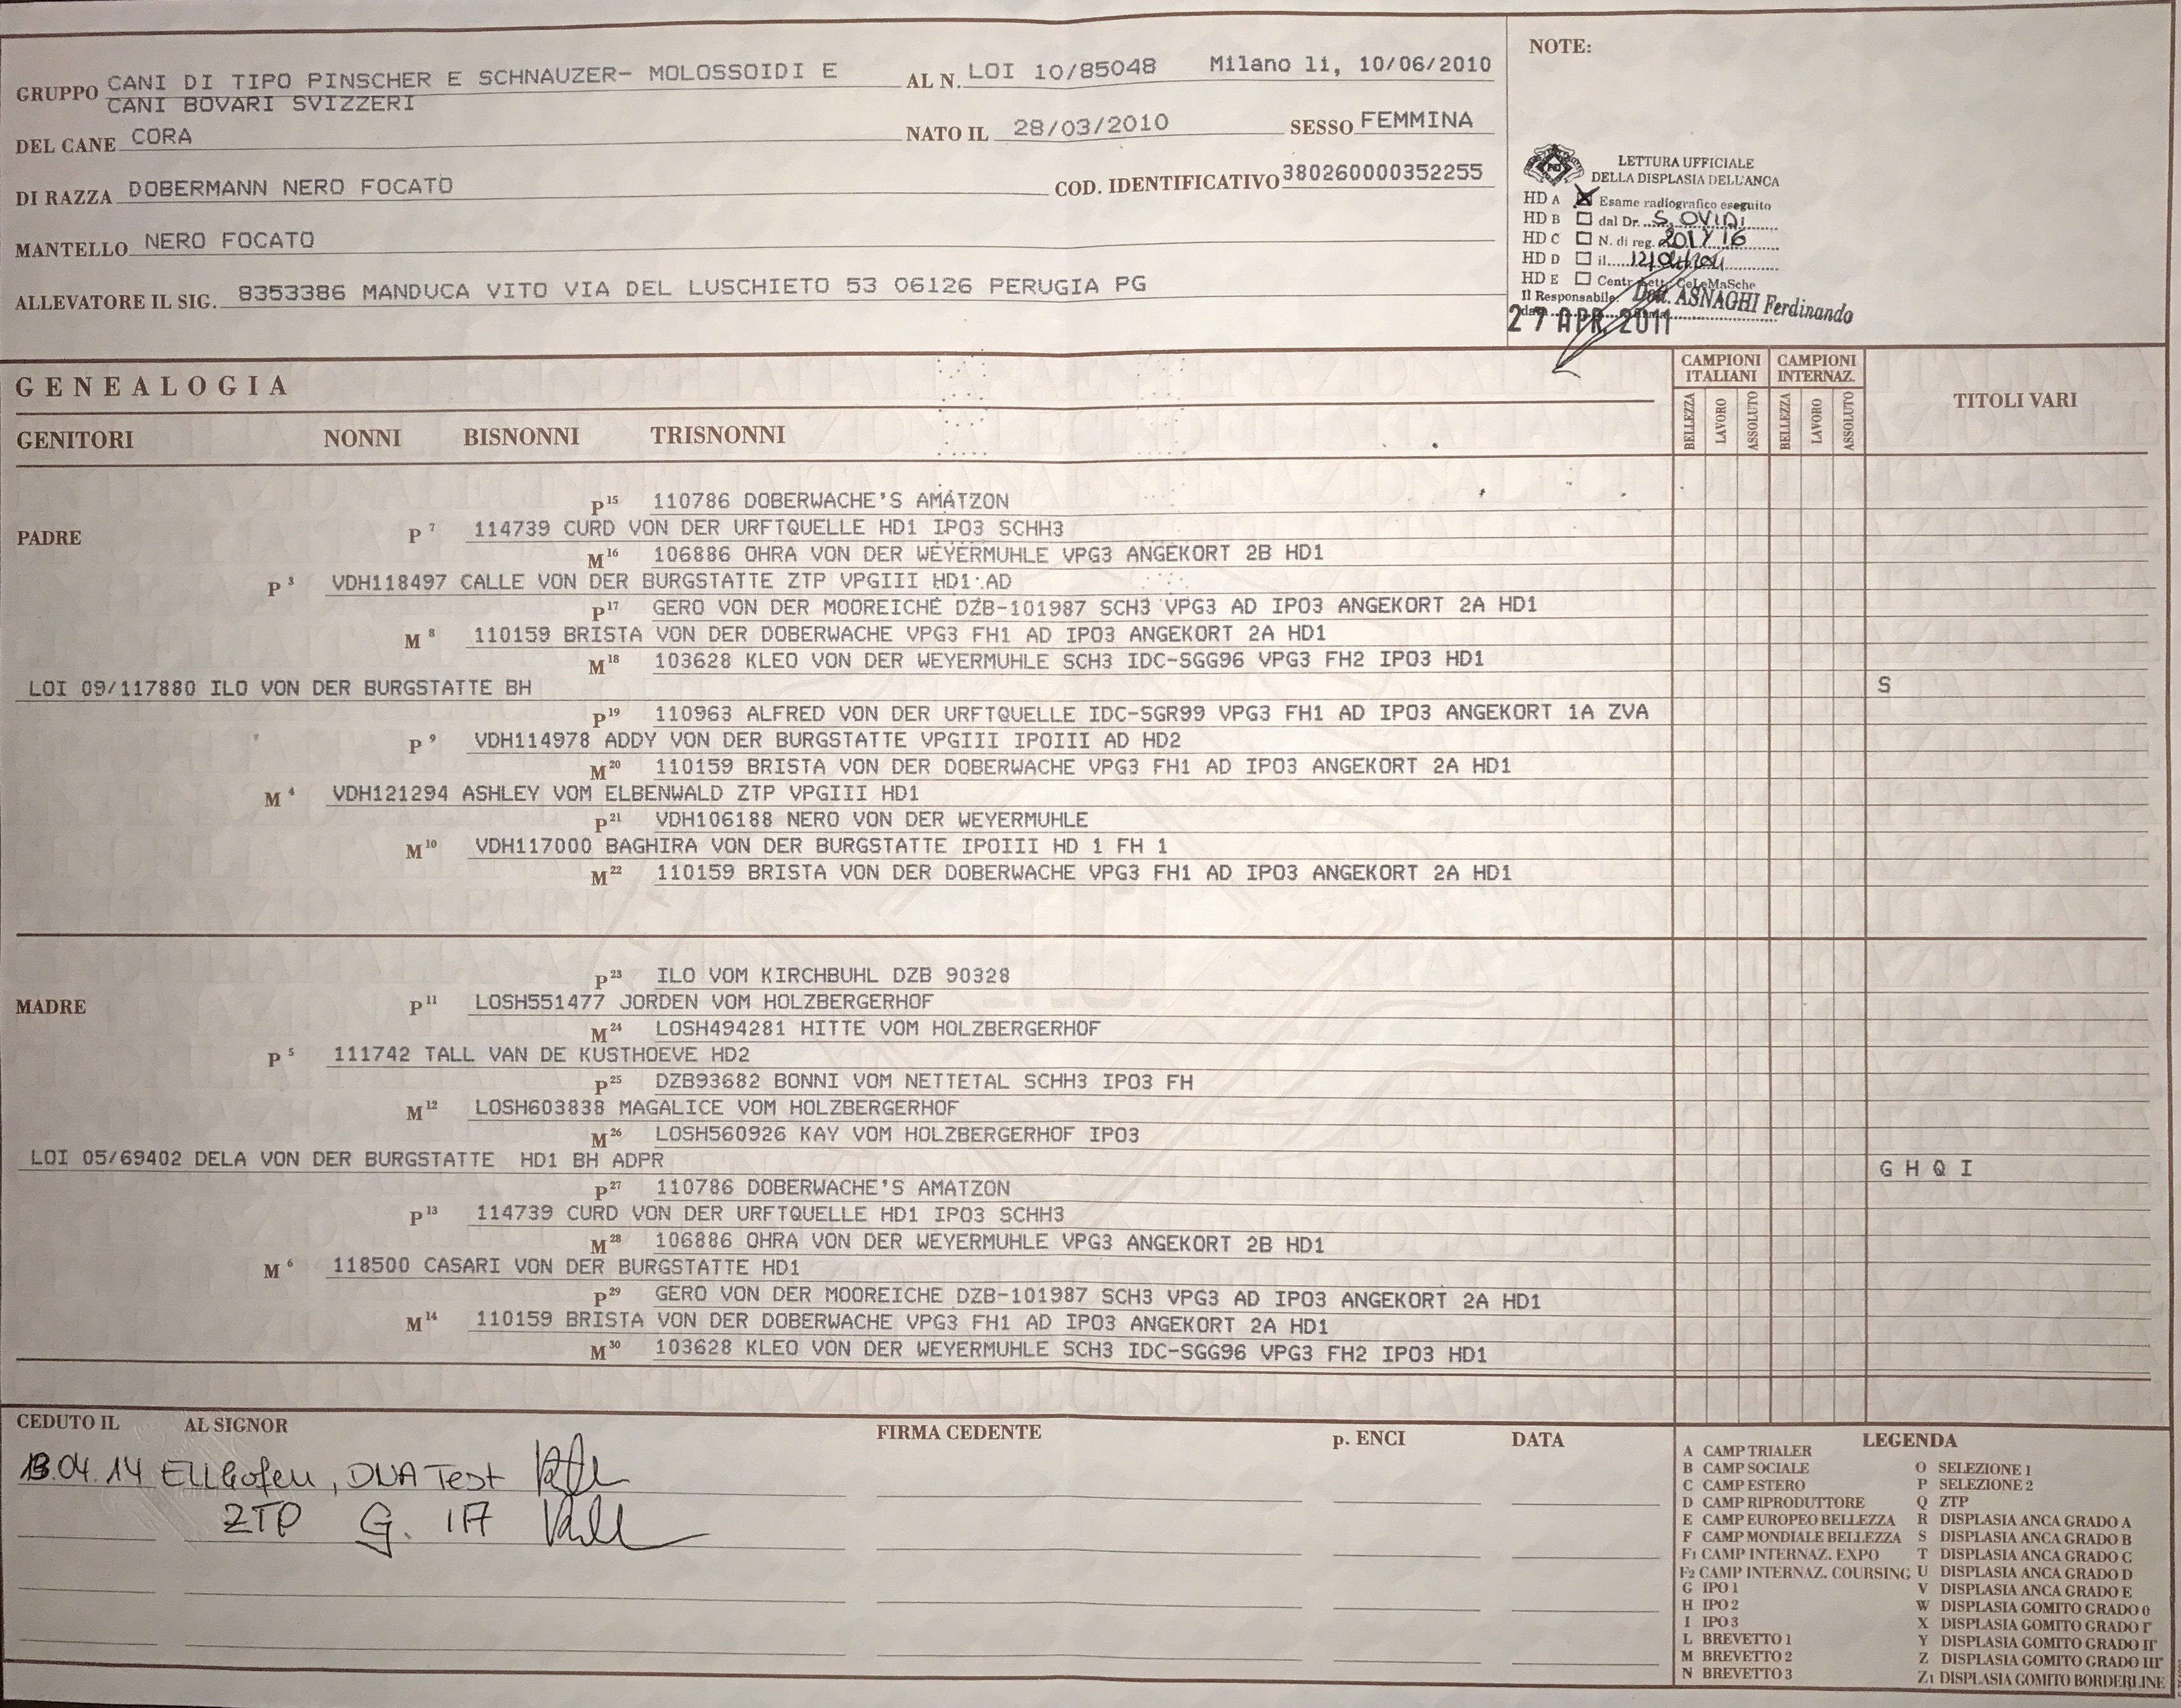 GRUPPO CANI DI TIPO PINSCHER E SCHNAUZER- MOLOSSOIDI E AL N. LOI 10/85048 Milano li, 10/06/2010
CANI BOVARI SVIZZERI
DEL CANE CORA NATO IL 28/03/2010 SESSO FEMMINA
DI RAZZA DOBERMANN NERO FOCATO COD. IDENTIFICATIVO 380260000352255
MANTELLO NERO FOCATO
ALLEVATORE IL SIG. 8353386 MANDUCA VITO VIA DEL LUSCHIETO 53 06126 PERUGIA PG
NOTE:
LETTURA UFFICIALE
DELLA DISPLASIA DELL'ANCA
HD A Esame radiografico eseguito
HD B dal Dr. S. OVIDI
HD C N. di reg.
HD D il
HD E Centr. Lett. CeLeMaSche
Il Responsabile: Dott. ASNAGHI Ferdinando
27 APR. 2011
GENEALOGIA
GENITORI NONNI BISNONNI TRISNONNI
CAMPIONI ITALIANI CAMPIONI INTERNAZ. TITOLI VARI
BELLEZZA LAVORO ASSOLUTO BELLEZZA LAVORO ASSOLUTO
P15 110786 DOBERWACHE'S AMATZON
PADRE P7 114739 CURD VON DER URFTQUELLE HD1 IPO3 SCHH3
M16 106886 OHRA VON DER WEYERMUHLE VPG3 ANGEKORT 2B HD1
P3 VDH118497 CALLE VON DER BURGSTATTE ZTP VPGIII HD1 AD
P17 GERO VON DER MOOREICHE DZB-101987 SCH3 VPG3 AD IPO3 ANGEKORT 2A HD1
M8 110159 BRISTA VON DER DOBERWACHE VPG3 FH1 AD IPO3 ANGEKORT 2A HD1
M18 103628 KLEO VON DER WEYERMUHLE SCH3 IDC-SGG96 VPG3 FH2 IPO3 HD1
LOI 09/117880 ILO VON DER BURGSTATTE BH S
P19 110963 ALFRED VON DER URFTQUELLE IDC-SGR99 VPG3 FH1 AD IPO3 ANGEKORT 1A ZVA
P9 VDH114978 ADDY VON DER BURGSTATTE VPGIII IPOIII AD HD2
M20 110159 BRISTA VON DER DOBERWACHE VPG3 FH1 AD IPO3 ANGEKORT 2A HD1
M4 VDH121294 ASHLEY VOM ELBENWALD ZTP VPGIII HD1
P21 VDH106188 NERO VON DER WEYERMUHLE
M10 VDH117000 BAGHIRA VON DER BURGSTATTE IPOIII HD 1 FH 1
M22 110159 BRISTA VON DER DOBERWACHE VPG3 FH1 AD IPO3 ANGEKORT 2A HD1
P23 ILO VOM KIRCHBUHL DZB 90328
MADRE P11 LOSH551477 JORDEN VOM HOLZBERGERHOF
M24 LOSH494281 HITTE VOM HOLZBERGERHOF
P5 111742 TALL VAN DE KUSTHOEVE HD2
P25 DZB93682 BONNI VOM NETTETAL SCHH3 IPO3 FH
M12 LOSH603838 MAGALICE VOM HOLZBERGERHOF
M26 LOSH560926 KAY VOM HOLZBERGERHOF IPO3
LOI 05/69402 DELA VON DER BURGSTATTE HD1 BH ADPR G H Q I
P27 110786 DOBERWACHE'S AMATZON
P13 114739 CURD VON DER URFTQUELLE HD1 IPO3 SCHH3
M28 106886 OHRA VON DER WEYERMUHLE VPG3 ANGEKORT 2B HD1
M6 118500 CASARI VON DER BURGSTATTE HD1
P29 GERO VON DER MOOREICHE DZB-101987 SCH3 VPG3 AD IPO3 ANGEKORT 2A HD1
M14 110159 BRISTA VON DER DOBERWACHE VPG3 FH1 AD IPO3 ANGEKORT 2A HD1
M30 103628 KLEO VON DER WEYERMUHLE SCH3 IDC-SGG96 VPG3 FH2 IPO3 HD1
CEDUTO IL AL SIGNOR FIRMA CEDENTE p. ENCI DATA
13.04.14 Ellhofen, DNA Test
ZTP G. 1A
LEGENDA
A CAMP TRIALER
B CAMP SOCIALE O SELEZIONE 1
C CAMP ESTERO P SELEZIONE 2
D CAMP RIPRODUTTORE Q ZTP
E CAMP EUROPEO BELLEZZA R DISPLASIA ANCA GRADO A
F CAMP MONDIALE BELLEZZA S DISPLASIA ANCA GRADO B
F1 CAMP INTERNAZ. EXPO T DISPLASIA ANCA GRADO C
F2 CAMP INTERNAZ. COURSING U DISPLASIA ANCA GRADO D
G IPO 1 V DISPLASIA ANCA GRADO E
H IPO 2 W DISPLASIA GOMITO GRADO 0
I IPO 3 X DISPLASIA GOMITO GRADO I°
L BREVETTO 1 Y DISPLASIA GOMITO GRADO II°
M BREVETTO 2 Z DISPLASIA GOMITO GRADO III°
N BREVETTO 3 Z1 DISPLASIA GOMITO BORDERLINE